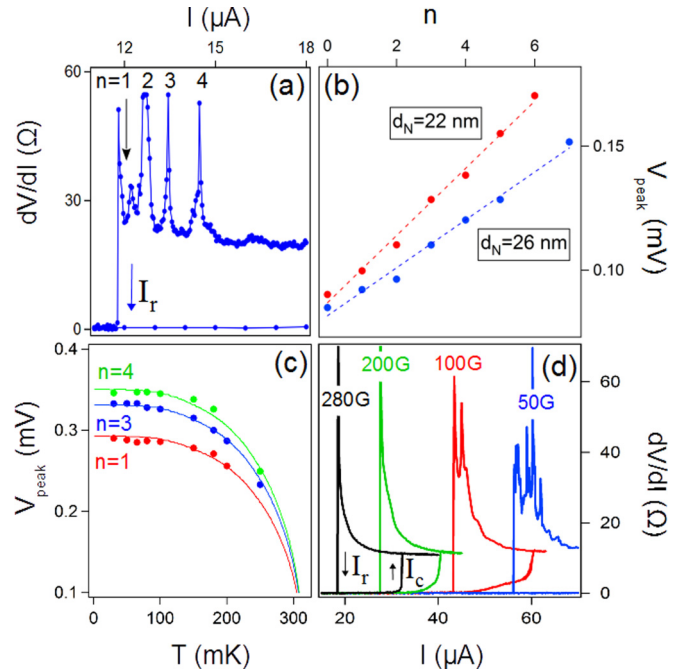 I (μA)
n
12
15
18
0
2
4
6
60
30
0
dV/dI (Ω)
(a)
n=1
2
3
4
I_r
(b)
d_N=22 nm
d_N=26 nm
0.15
0.10
V_peak (mV)
0.4
0.3
0.2
0.1
V_peak (mV)
(c)
n=4
n=3
n=1
0
100
200
300
T (mK)
(d)
280G
200G
100G
50G
I_r
I_c
60
40
20
0
dV/dI (Ω)
20
40
60
I (μA)